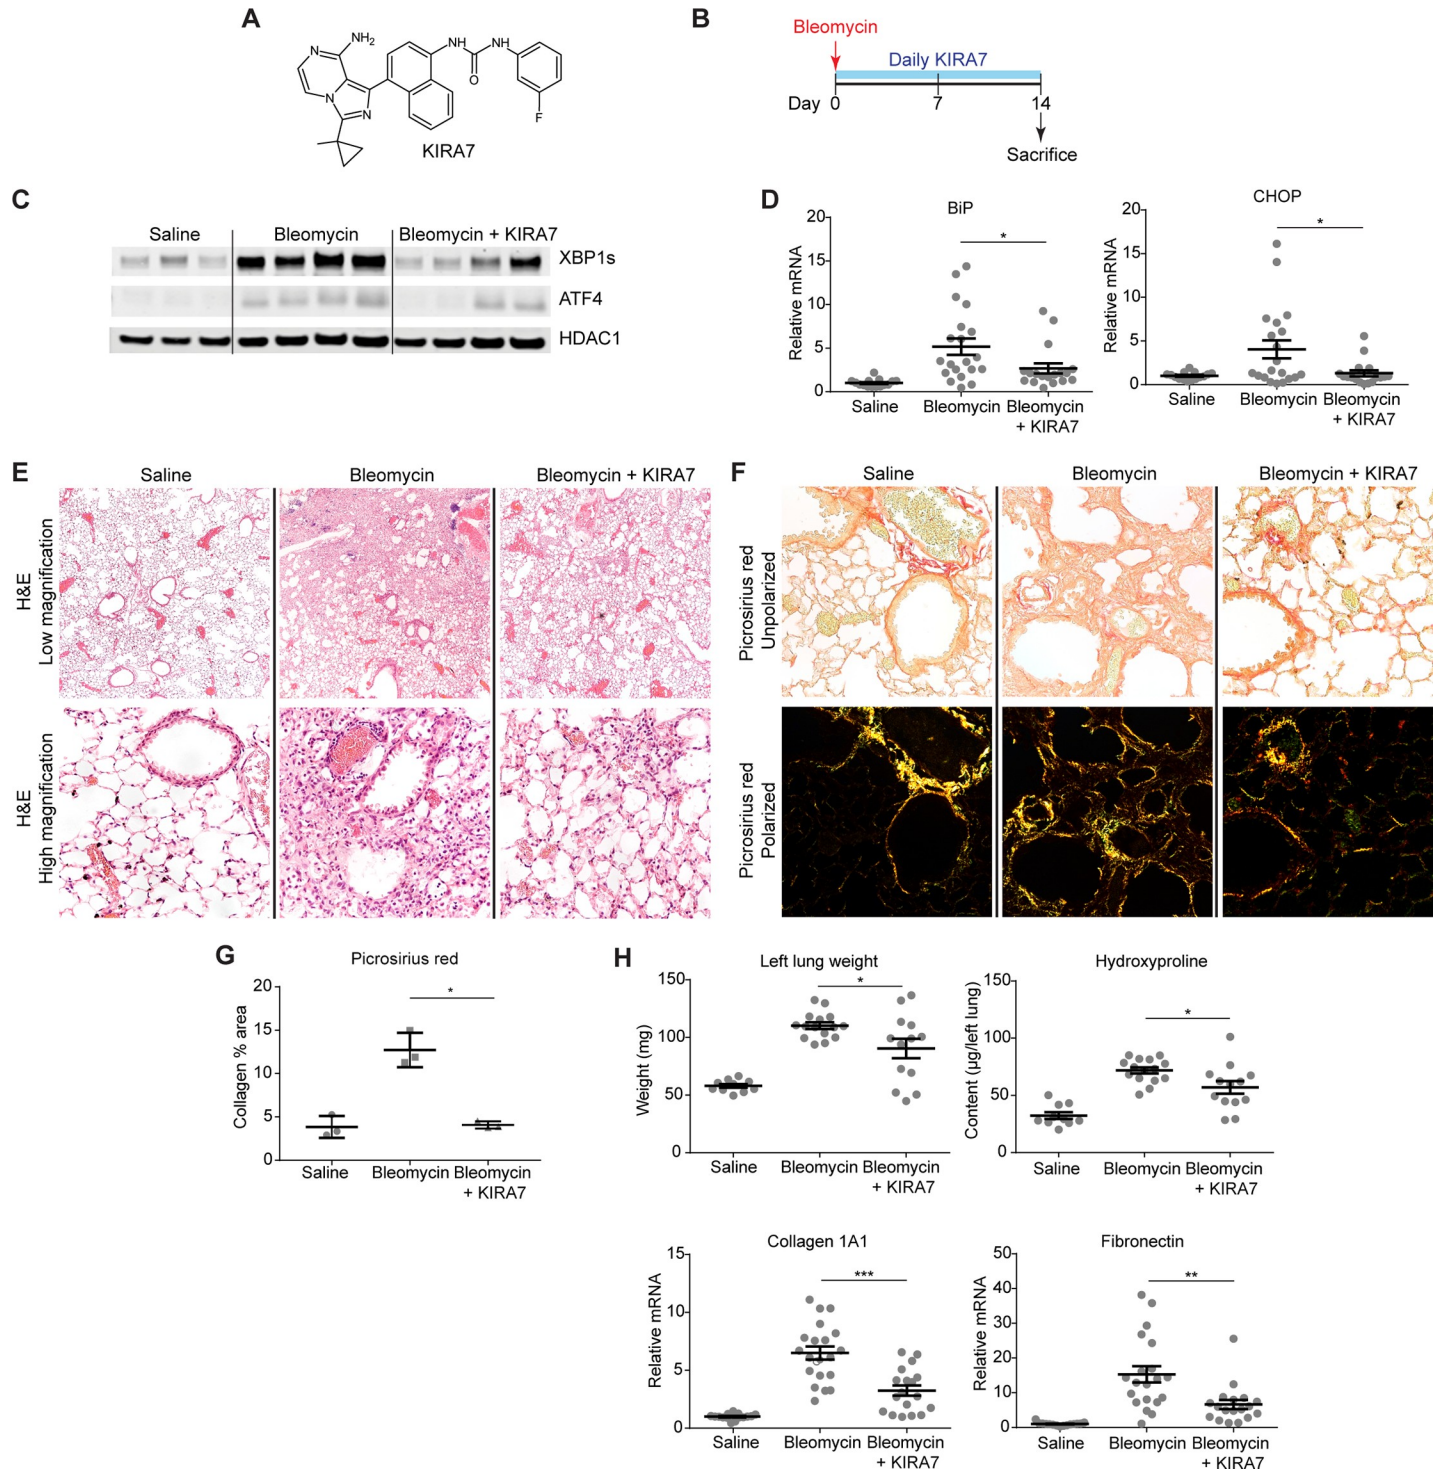 A
N
NH₂
N
N
NH
NH
O
F
KIRA7
B
Bleomycin
Daily KIRA7
Day 0 7 14
Sacrifice
C
Saline Bleomycin Bleomycin + KIRA7
XBP1s
ATF4
HDAC1
D
BiP
Relative mRNA
20
15
10
5
0
Saline Bleomycin Bleomycin
+ KIRA7
*
CHOP
Relative mRNA
20
15
10
5
0
Saline Bleomycin Bleomycin
+ KIRA7
*
E
Saline Bleomycin Bleomycin + KIRA7
H&E
Low magnification
H&E
High magnification
F
Saline Bleomycin Bleomycin + KIRA7
Picrosirius red
Unpolarized
Picrosirius red
Polarized
G
Picrosirius red
Collagen % area
20
15
10
5
0
Saline Bleomycin Bleomycin
+ KIRA7
*
H
Left lung weight
Weight (mg)
150
100
50
0
Saline Bleomycin Bleomycin
+ KIRA7
*
Hydroxyproline
Content (µg/left lung)
150
100
50
0
Saline Bleomycin Bleomycin
+ KIRA7
*
Collagen 1A1
Relative mRNA
15
10
5
0
Saline Bleomycin Bleomycin
+ KIRA7
***
Fibronectin
Relative mRNA
50
40
30
20
10
0
Saline Bleomycin Bleomycin
+ KIRA7
**